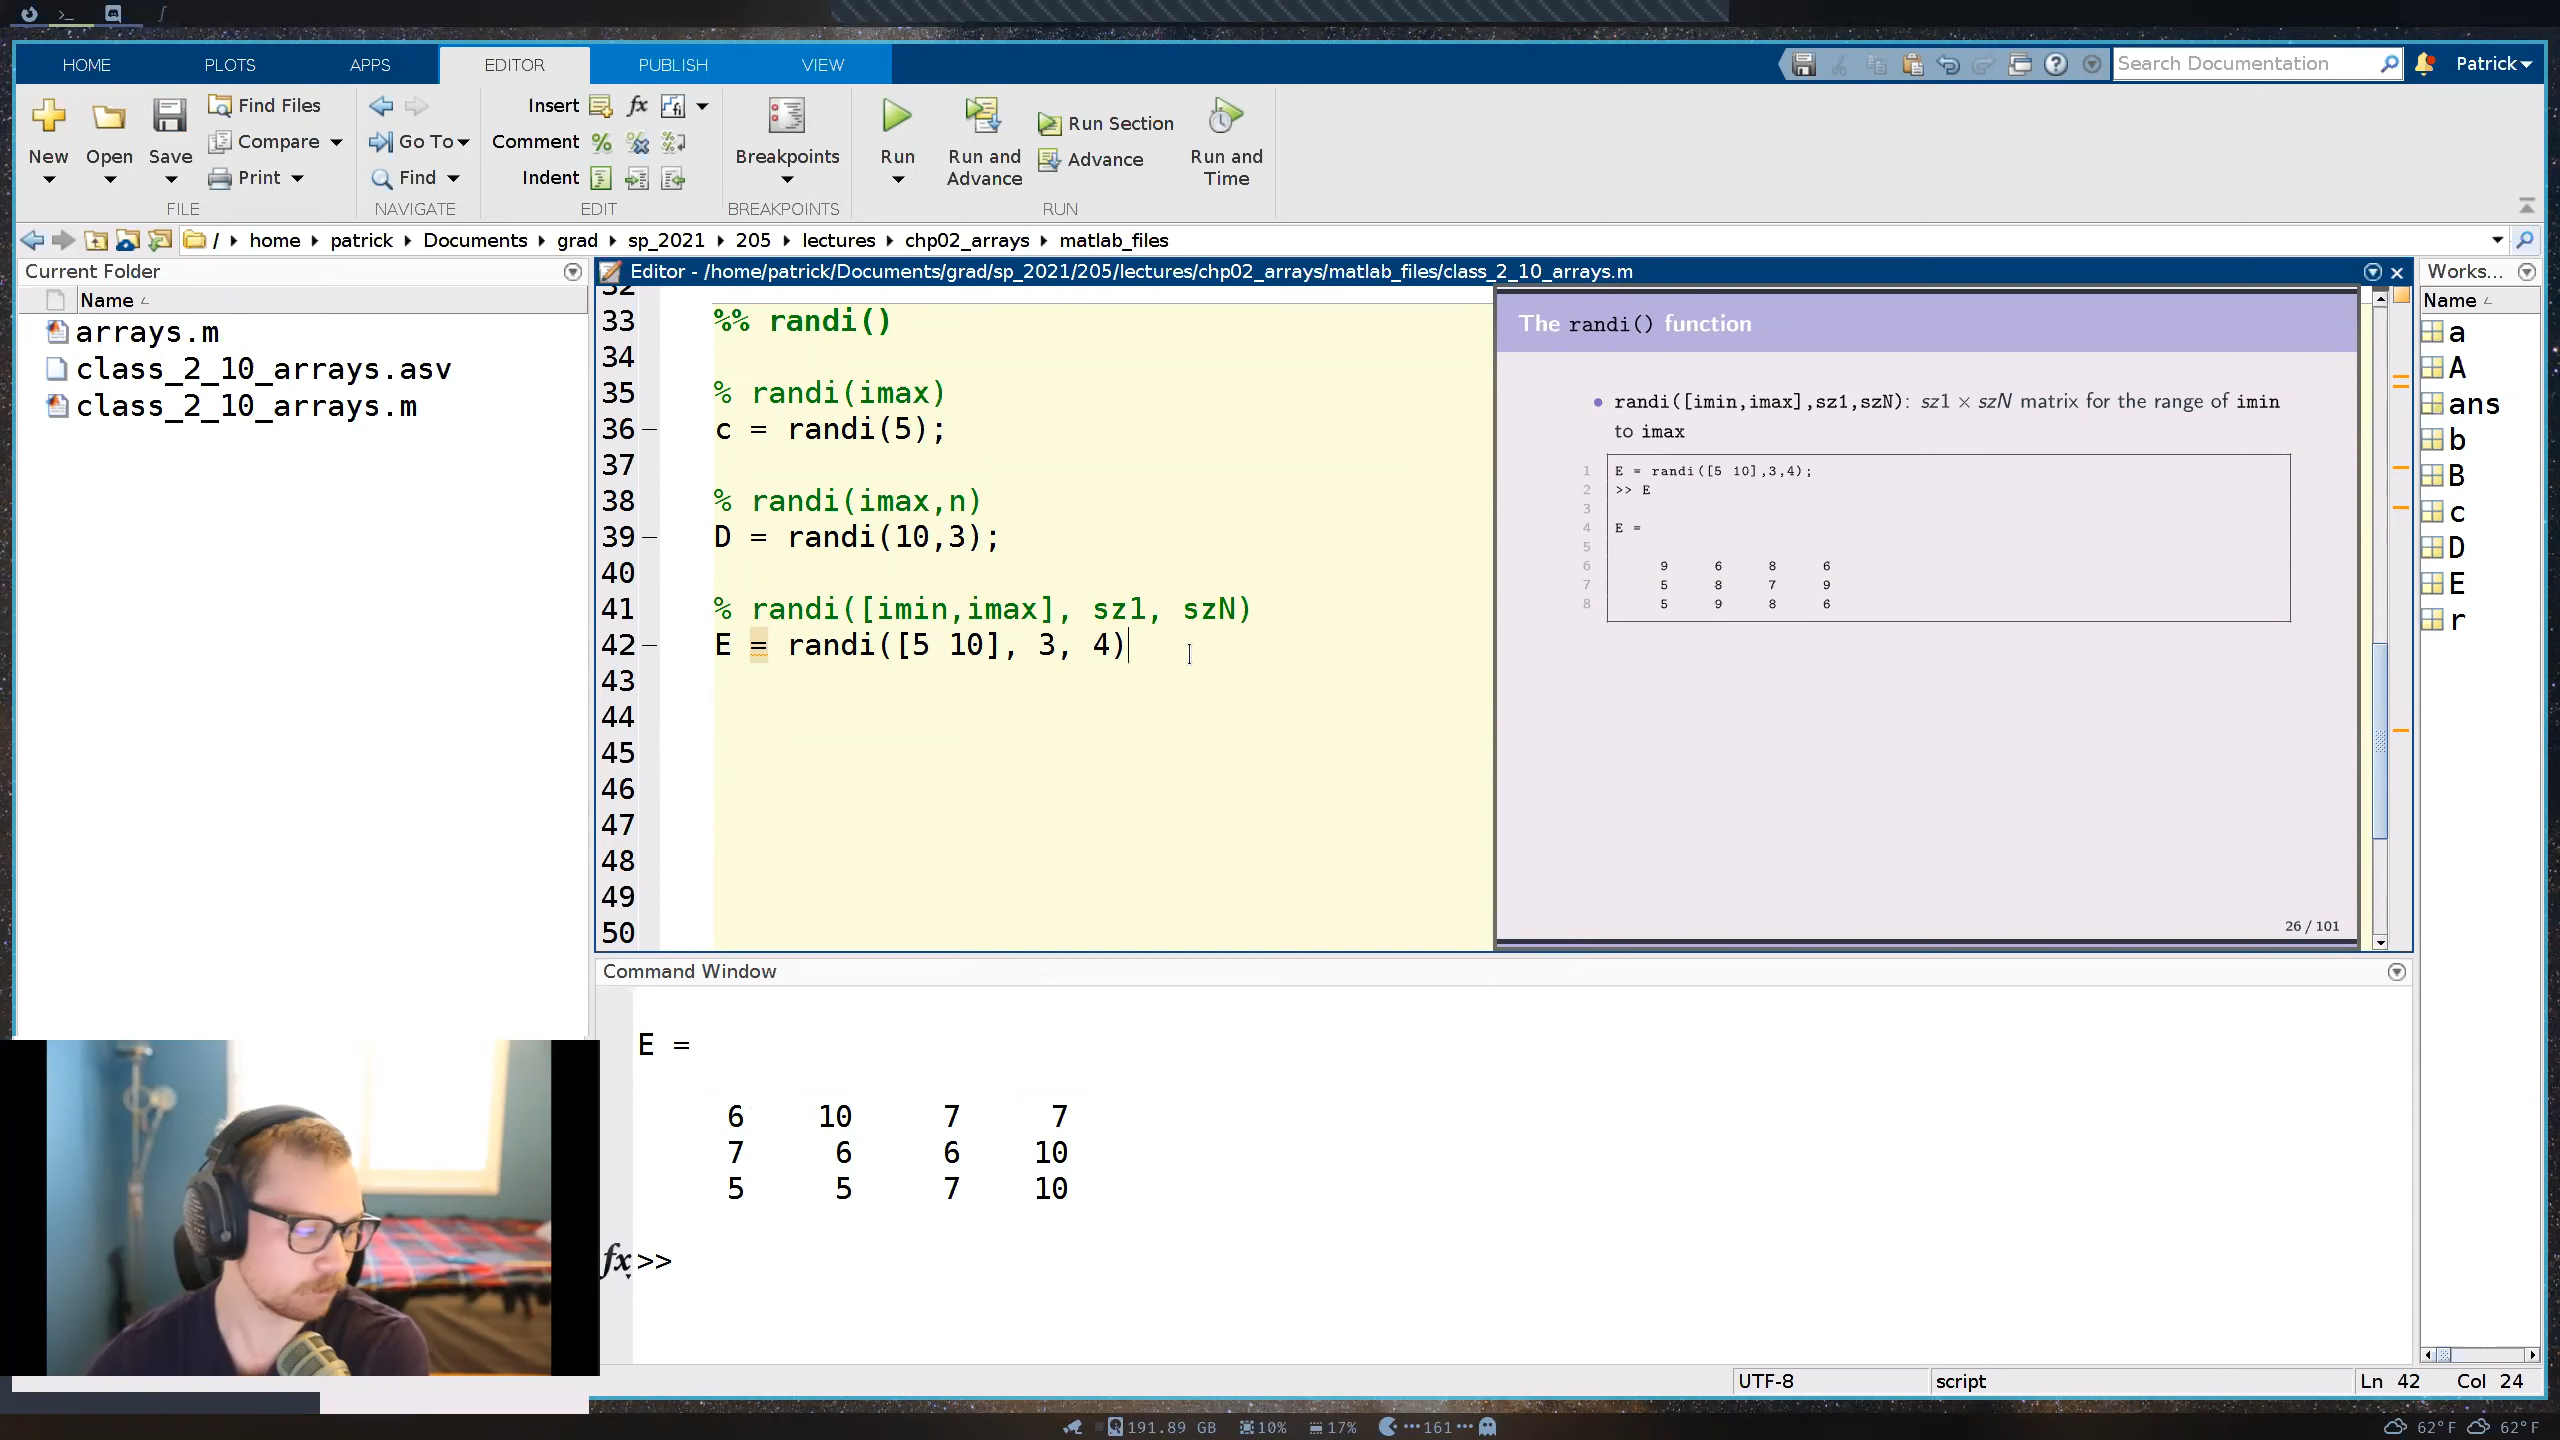 HOME PLOTS APPS EDITOR PUBLISH VIEW
Search Documentation
Patrick
New
Open
Save
Find Files
Compare
Print
FILE
Go To
Find
NAVIGATE
Insert
fx
fi
Comment
%
Indent
EDIT
Breakpoints
BREAKPOINTS
Run
Run and
Advance
Run Section
Advance
Run and
Time
RUN
/ home patrick Documents grad sp_2021 205 lectures chp02_arrays matlab_files
Current Folder
Name
arrays.m
class_2_10_arrays.asv
class_2_10_arrays.m
Editor - /home/patrick/Documents/grad/sp_2021/205/lectures/chp02_arrays/matlab_files/class_2_10_arrays.m
32
33 %% randi()
34
35 % randi(imax)
36 c = randi(5);
37
38 % randi(imax,n)
39 D = randi(10,3);
40
41 % randi([imin,imax], sz1, szN)
42 E = randi([5 10], 3, 4)
43
44
45
46
47
48
49
50
The randi() function
• randi([imin,imax],sz1,szN): sz1 × szN matrix for the range of imin
to imax
1 E = randi([5 10],3,4);
2 >> E
3
4 E =
5
6 9 6 8 6
7 5 8 7 9
8 5 9 8 6
26 / 101
Works...
Name
a
A
ans
b
B
c
D
E
r
Command Window
E =
6 10 7 7
7 6 6 10
5 5 7 10
fx >>
UTF-8
script
Ln 42 Col 24
191.89 GB 10% 17% 161 62°F 62°F